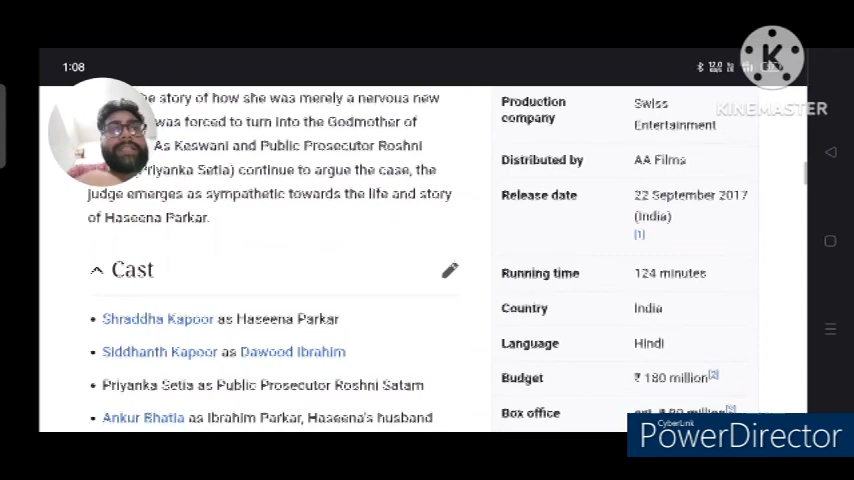 1:08
KINEMASTER
the story of how she was merely a nervous new
was forced to turn into the Godmother of
As Keswani and Public Prosecutor Roshni
(Priyanka Setia) continue to argue the case, the
judge emerges as sympathetic towards the life and story
of Haseena Parkar.
Cast
• Shraddha Kapoor as Haseena Parkar
• Siddhanth Kapoor as Dawood Ibrahim
• Priyanka Setia as Public Prosecutor Roshni Satam
• Ankur Bhatia as Ibrahim Parkar, Haseena's husband
Production company
Swiss Entertainment
Distributed by AA Films
Release date 22 September 2017
(India)
[1]
Running time 124 minutes
Country India
Language Hindi
Budget ₹ 180 million[2]
Box office million
CyberLink
PowerDirector